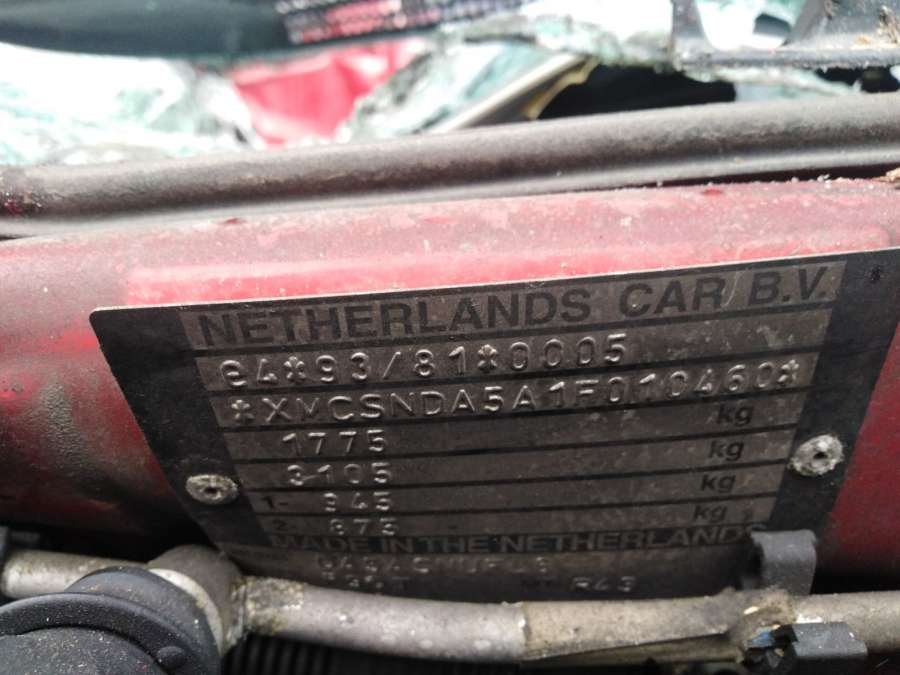 NETHERLANDS CAR B.V.
e4*93/81*0005
*XMCSNDA5A1F010460*
1775 kg
3105 kg
1- 945 kg
2- 873 kg
MADE IN THE NETHERLANDS
R43